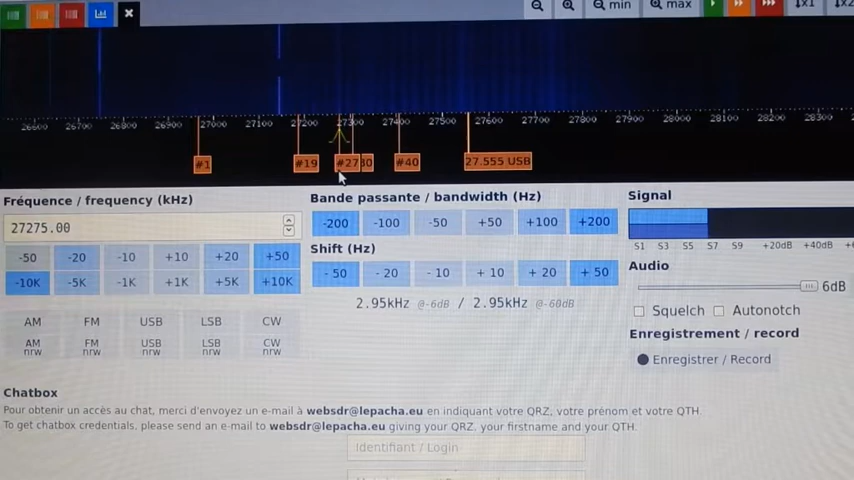 min max x1 x2
26600 26700 26800 26900 27000 27100 27200 27300 27400 27500 27600 27700 27800 27900 28000 28100 28200 28300
#1 #19 #27 30 #40 27.555 USB
Fréquence / frequency (kHz) Bande passante / bandwidth (Hz) Signal
27275.00 -200 -100 -50 +50 +100 +200
S1 S3 S5 S7 S9 +20dB +40dB
Shift (Hz)
-50 -20 -10 +10 +20 +50 Audio
-10K -5K -1K +1K +5K +10K - 50 - 20 - 10 + 10 + 20 + 50 6dB
2.95kHz @-6dB / 2.95kHz @-60dB Squelch Autonotch
AM FM USB LSB CW Enregistrement / record
AM nrw FM nrw USB nrw LSB nrw CW nrw Enregistrer / Record
Chatbox
Pour obtenir un accès au chat, merci d'envoyez un e-mail à websdr@lepacha.eu en indiquant votre QRZ, votre prénom et votre QTH.
To get chatbox credentials, please send an e-mail to websdr@lepacha.eu giving your QRZ, your firstname and your QTH.
Identifiant / Login